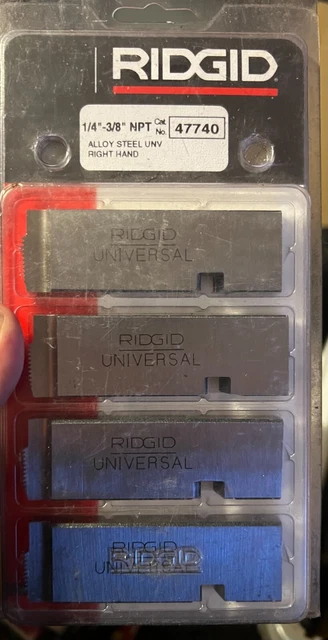 RIDGID
1/4"-3/8" NPT Cat. No. 47740
ALLOY STEEL UNV
RIGHT HAND
RIDGID
UNIVERSAL
RIDGID
UNIVERSAL
RIDGID
UNIVERSAL
RIDGID
RIDGID
UNIVERSAL